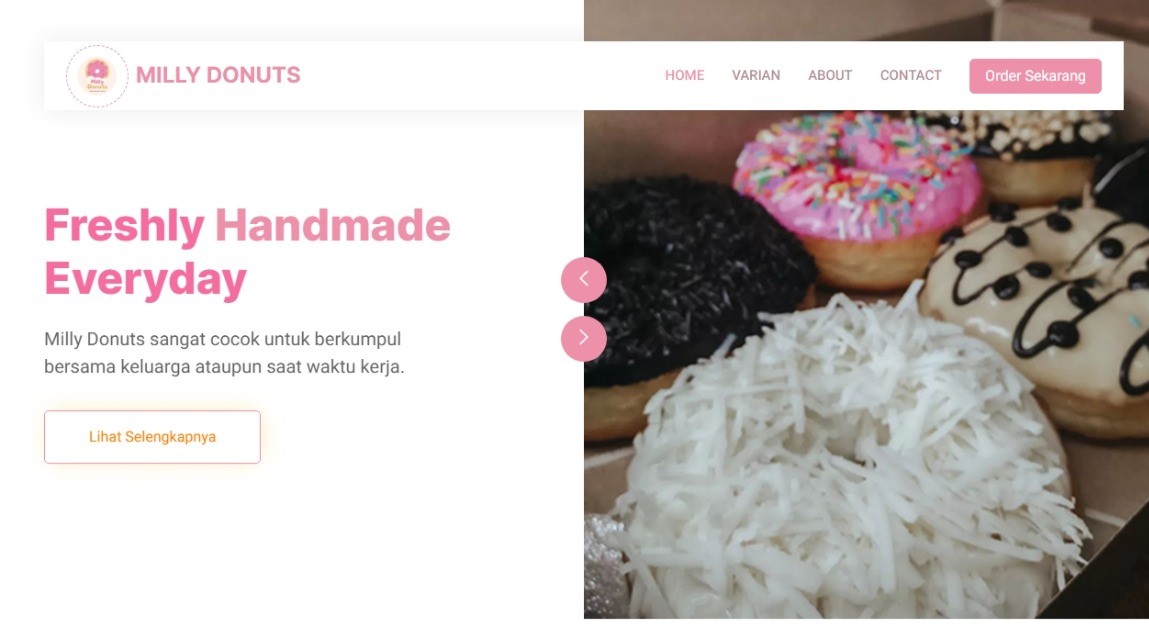 Milly
Donuts
MILLY DONUTS
HOME
VARIAN
ABOUT
CONTACT
Order Sekarang
Freshly Handmade
Everyday
Milly Donuts sangat cocok untuk berkumpul
bersama keluarga ataupun saat waktu kerja.
Lihat Selengkapnya